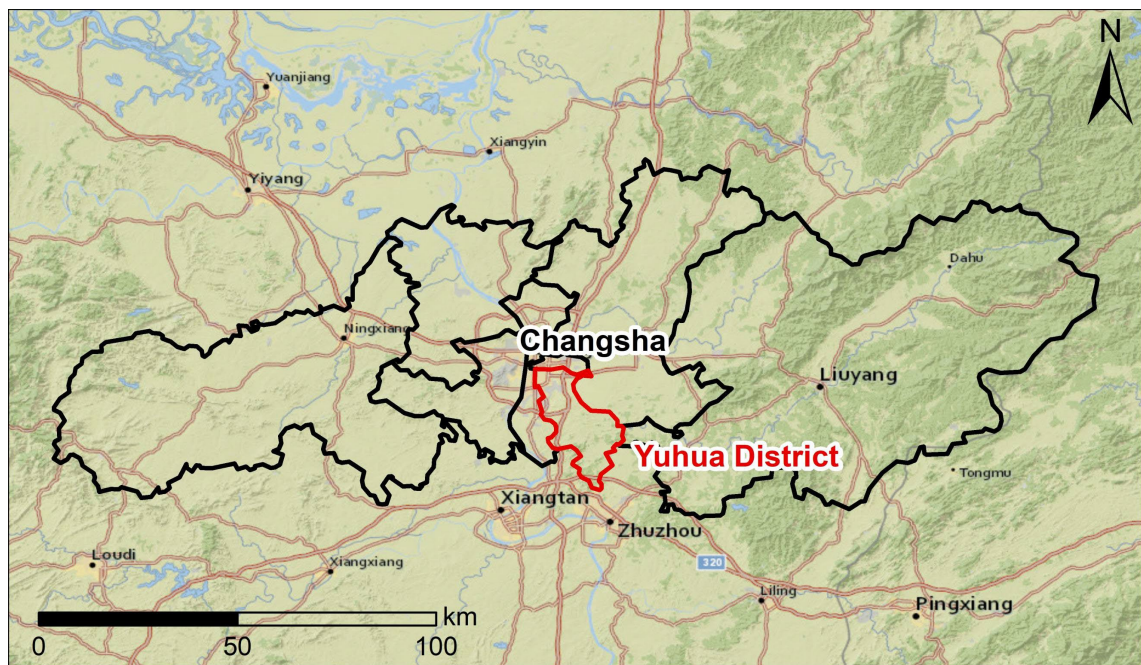 N
Yuanjiang
Xiangyin
Yiyang
Dahu
Ningxiang
Changsha
Liuyang
Yuhua District
Tongmu
Xiangtan
Zhuzhou
Loudi
Xiangxiang
320
Liling
Pingxiang
km
0 50 100